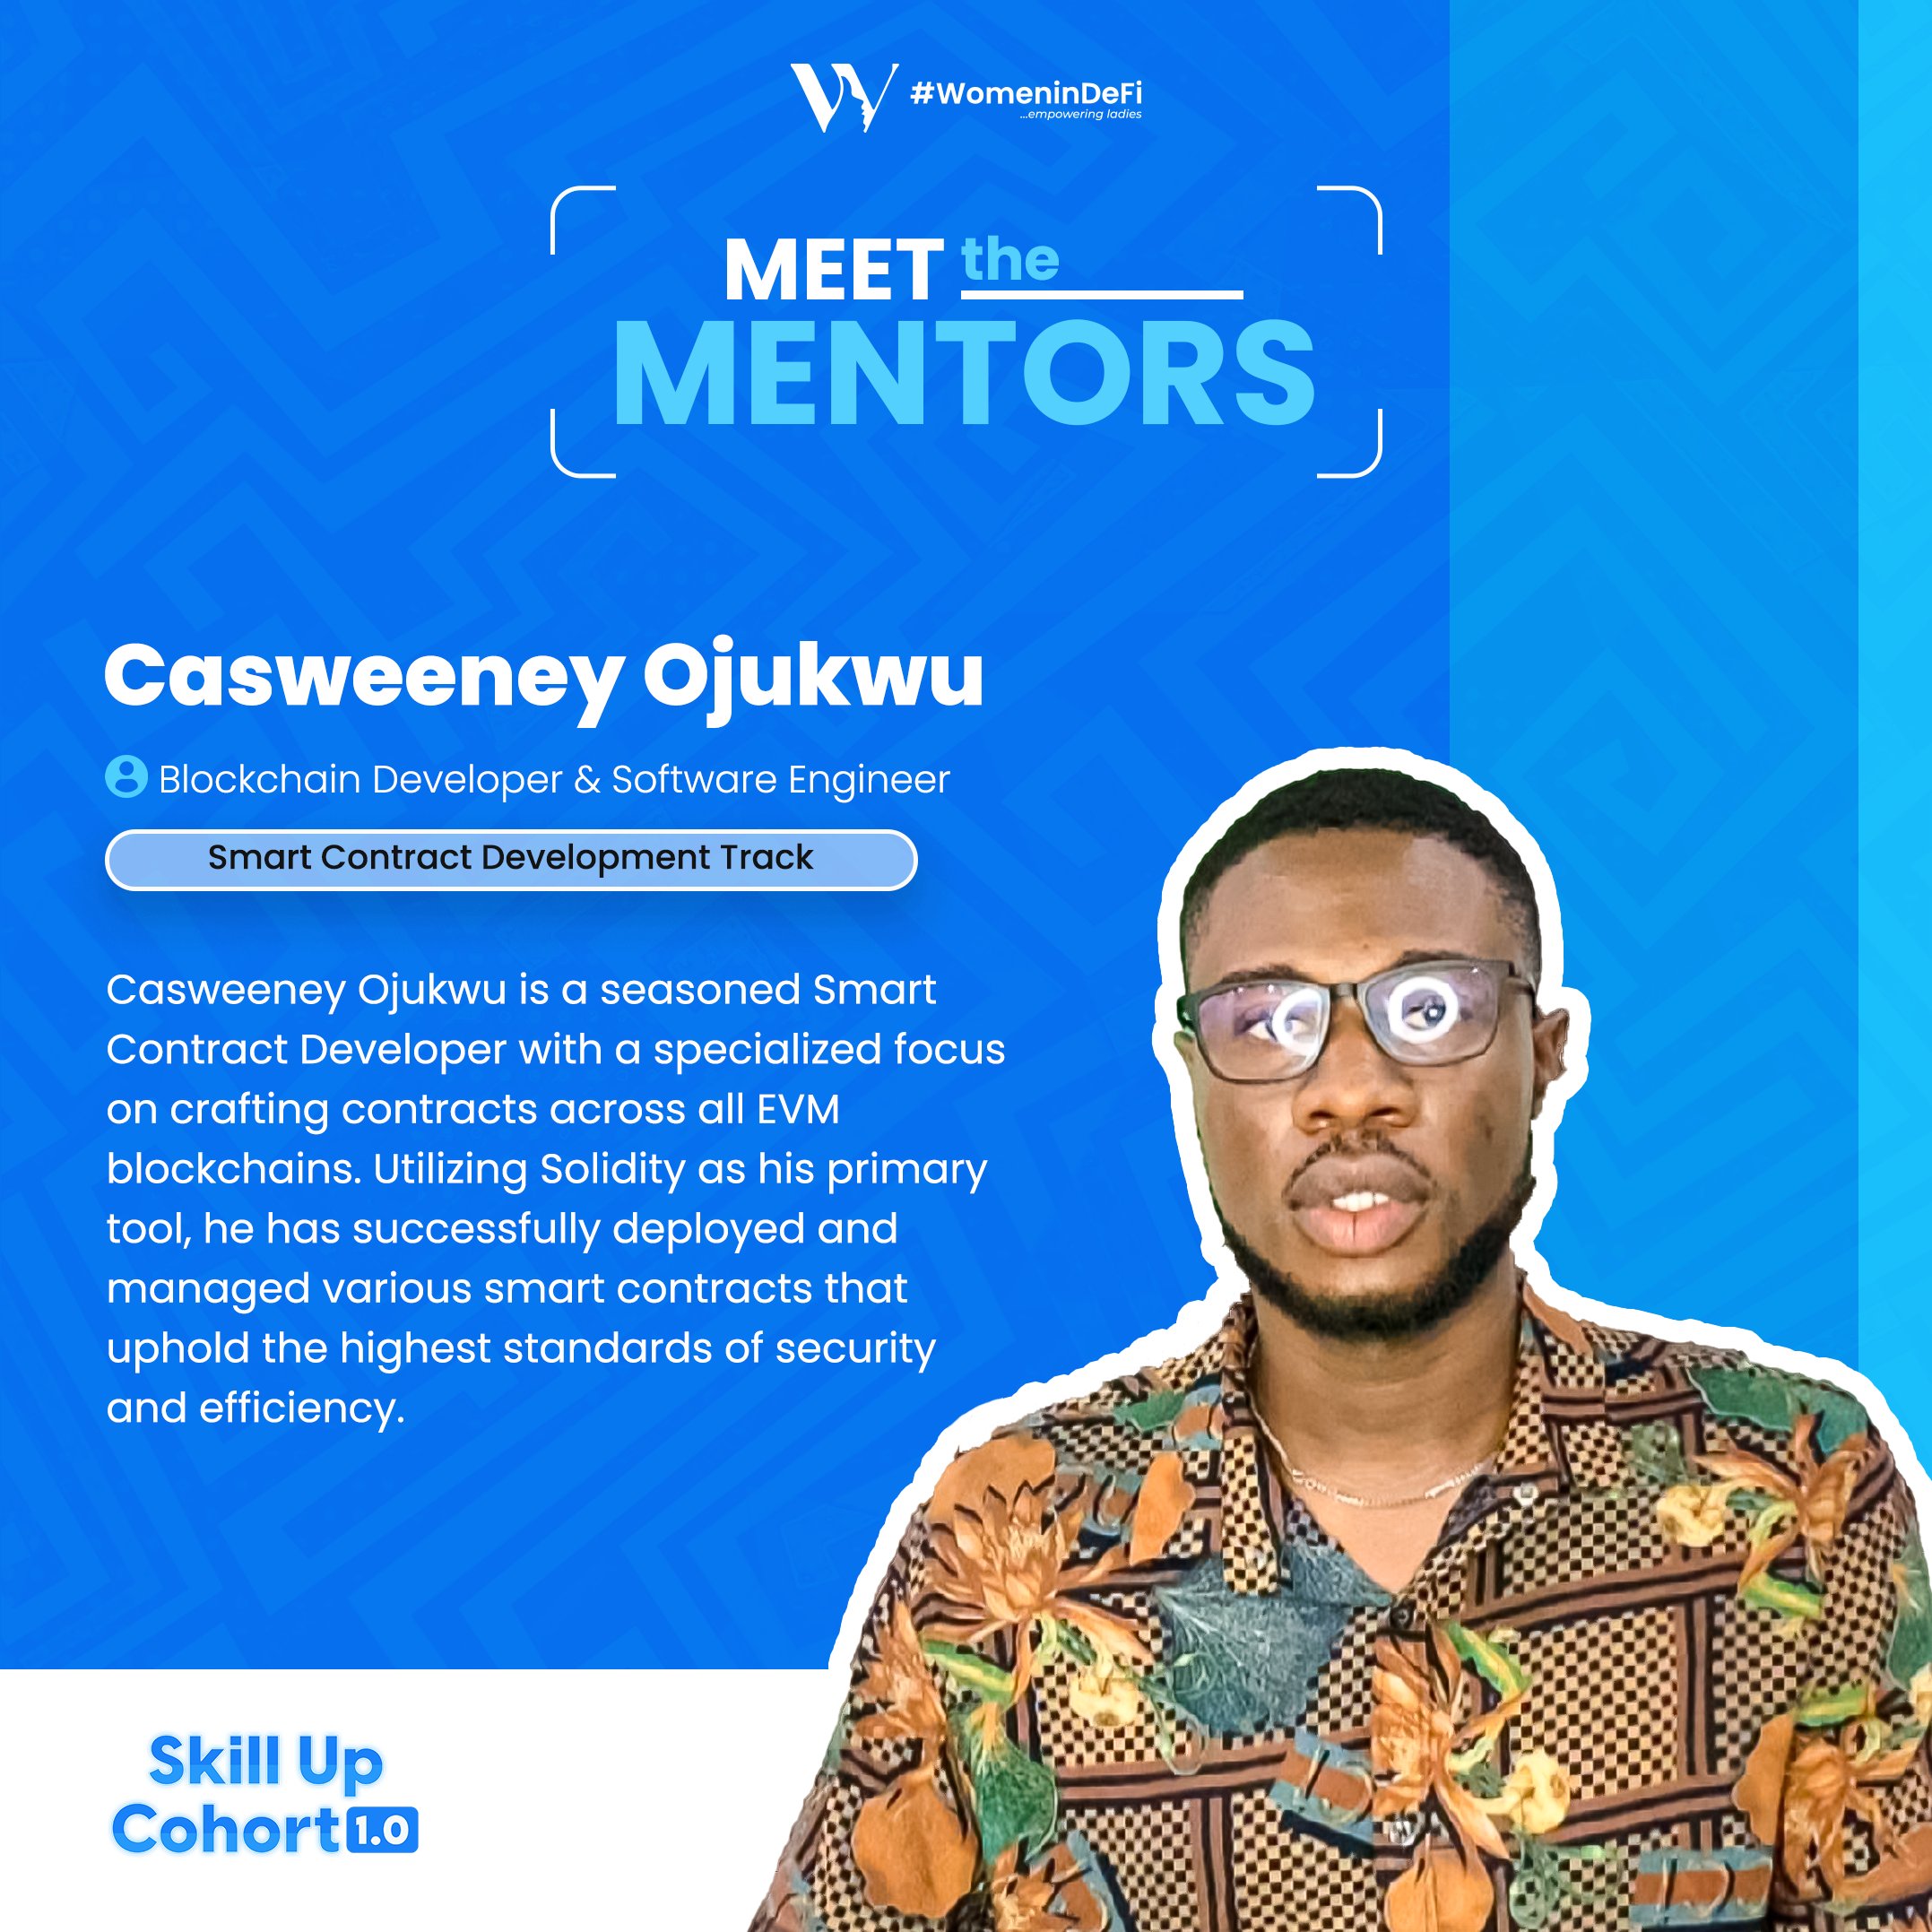 #WomeninDeFi
...empowering ladies
MEET the
MENTORS
Casweeney Ojukwu
Blockchain Developer & Software Engineer
Smart Contract Development Track
Casweeney Ojukwu is a seasoned Smart
Contract Developer with a specialized focus
on crafting contracts across all EVM
blockchains. Utilizing Solidity as his primary
tool, he has successfully deployed and
managed various smart contracts that
uphold the highest standards of security
and efficiency.
Skill Up
Cohort 1.0